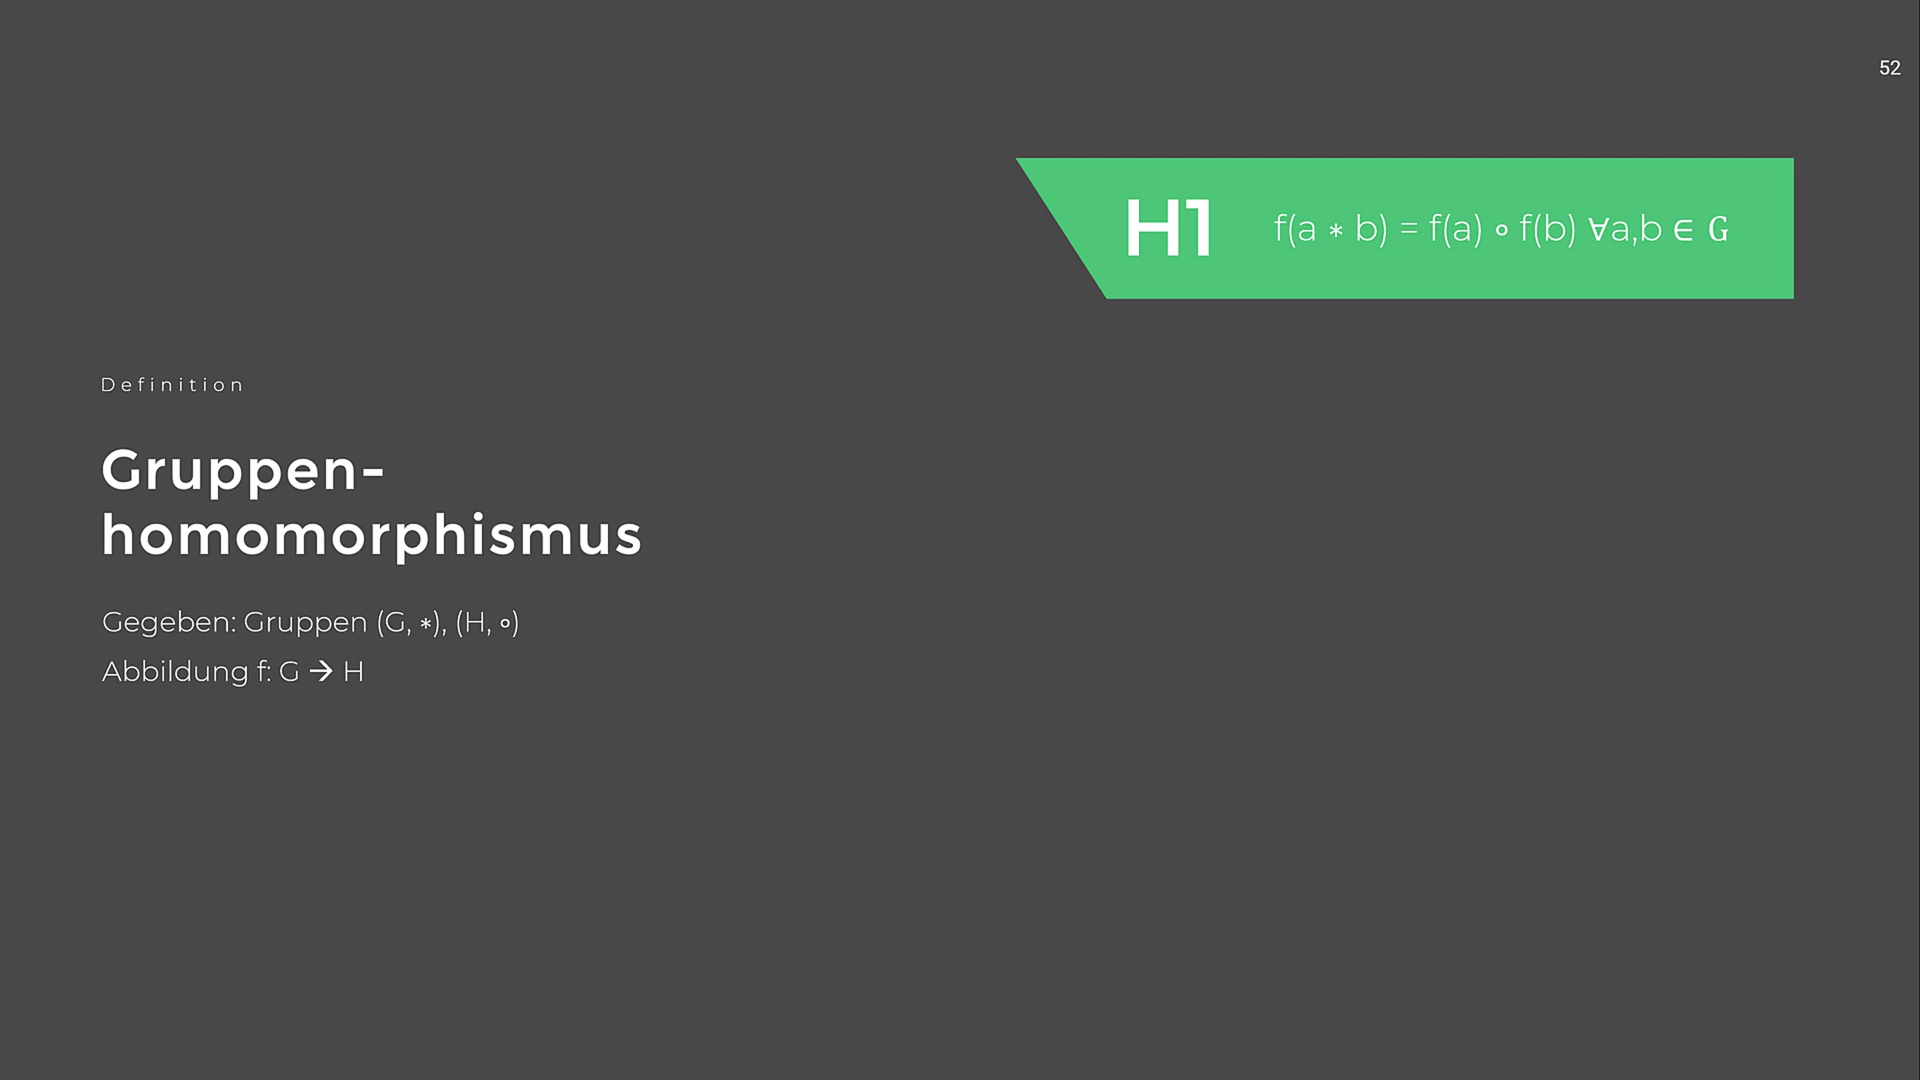 52
H1 f(a ∗ b) = f(a) ∘ f(b) ∀a,b ∈ G
Definition
Gruppen-
homomorphismus
Gegeben: Gruppen (G, ∗), (H, ∘)
Abbildung f: G → H